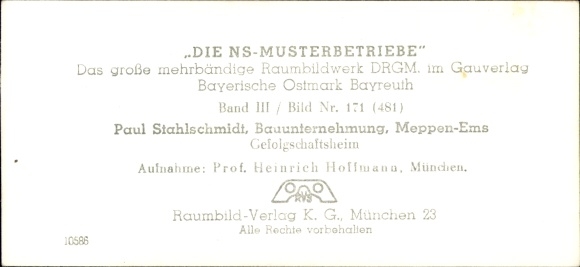 „DIE NS-MUSTERBETRIEBE"
Das große mehrbändige Raumbildwerk DRGM. im Gauverlag
Bayerische Ostmark Bayreuth
Band III / Bild Nr. 171 (481)
Paul Stahlschmidt, Bauunternehmung, Meppen-Ems
Gefolgschaftsheim
Aufnahme: Prof. Heinrich Hoffmann, München.
RVS
Raumbild-Verlag K. G., München 23
Alle Rechte vorbehalten
10586